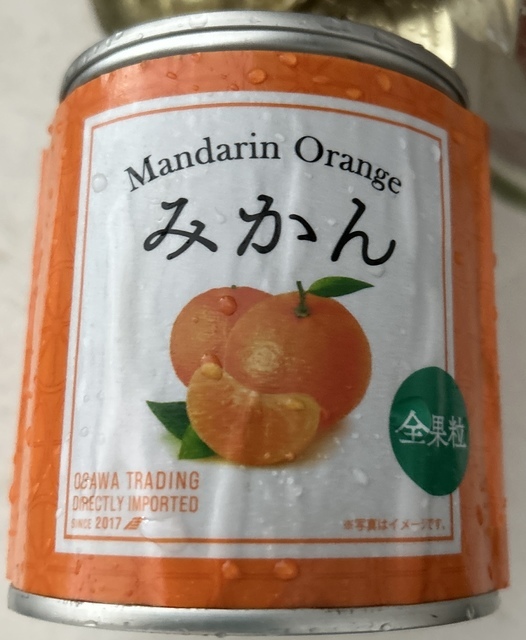 Mandarin Orange
みかん
全果粒
OGAWA TRADING
DIRECTLY IMPORTED
SINCE 2017
※写真はイメージです。